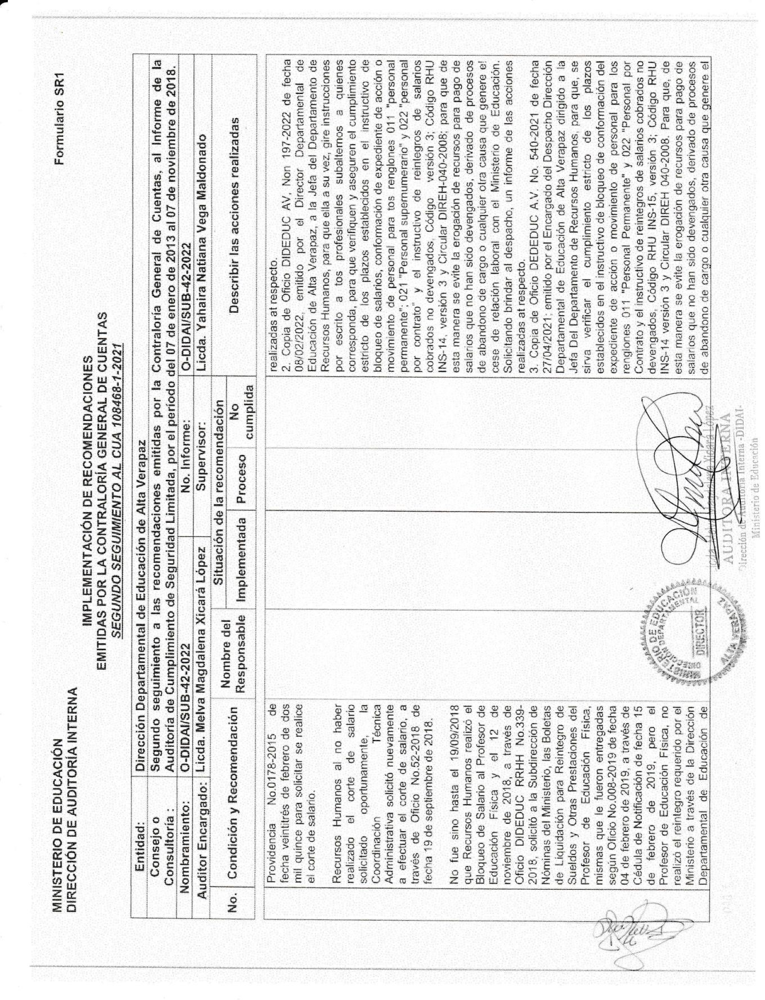 MINISTERIO DE EDUCACIÓN
DIRECCIÓN DE AUDITORÍA INTERNA
Formulario SR1
IMPLEMENTACIÓN DE RECOMENDACIONES
EMITIDAS POR LA CONTRALORÍA GENERAL DE CUENTAS
SEGUNDO SEGUIMIENTO AL CUA 108468-1-2021
Entidad: Dirección Departamental de Educación de Alta Verapaz
Consejo o Consultoría :
Segundo seguimiento a las recomendaciones emitidas por la Contraloría General de Cuentas, al Informe de la
Auditoría de Cumplimiento de Seguridad Limitada, por el período del 07 de enero de 2013 al 07 de noviembre de 2018.
Nombramiento: O-DIDAI/SUB-42-2022 No. Informe: O-DIDAI/SUB-42-2022
Auditor Encargado: Licda. Melva Magdalena Xicará López Supervisor: Licda. Yahaira Natiana Vega Maldonado
No. Condición y Recomendación Nombre del Responsable Situación de la recomendación Describir las acciones realizadas
Implementada Proceso No cumplida
Providencia No.0178-2015 de
fecha veintitrés de febrero de dos
mil quince para solicitar se realice
el corte de salario.
Recursos Humanos al no haber
realizado el corte de salario
solicitado oportunamente, la
Coordinación Técnica
Administrativa solicitó nuevamente
a efectuar el corte de salario, a
través de Oficio No.52-2018 de
fecha 19 de septiembre de 2018.
No fue sino hasta el 19/09/2018
que Recursos Humanos realizó el
Bloqueo de Salario al Profesor de
Educación Física y el 12 de
noviembre de 2018, a través de
Oficio DIDEDUC RRHH No.339-
2018, solicitó a la Subdirección de
Nóminas del Ministerio, las Boletas
de Liquidación para Reintegro de
Sueldos y Otras Prestaciones del
Profesor de Educación Física,
mismas que le fueron entregadas
según Oficio No.008-2019 de fecha
04 de febrero de 2019, a través de
Cédula de Notificación de fecha 15
de febrero de 2019, pero el
Profesor de Educación Física, no
realizó el reintegro requerido por el
Ministerio a través de la Dirección
Departamental de Educación de
realizadas at respecto.
2. Copia de Oficio DIDEDUC AV, Non 197-2022 de fecha
08/02/2022, emitido por el Director Departamental de
Educación de Alta Verapaz, a la Jefa del Departamento de
Recursos Humanos, para que ella a su vez, gire instrucciones
por escrito a tos profesionales subalternos a quienes
corresponda, para que verifiquen y aseguren el cumplimiento
estricto de los plazos establecidos en el instructivo de
bloqueo de salarios, conformación de expediente de acción o
movimiento de personal para tos renglones 011 "personal
permanente"; 021 "Personal supernumerario" y 022 "personal
por contrato" y el instructivo de reintegros de salarios
cobrados no devengados, Código versión 3; Código RHU
INS-14, versión 3 y Circular DIREH-040-2008; para que de
esta manera se evite la erogación de recursos para pago de
salarios que no han sido devengados, derivado de procesos
de abandono de cargo o cualquier otra causa que genere e!
cese de relación laboral con el Ministerio de Educación.
Solicitando brindar al despacho, un informe de las acciones
realizadas at respecto.
3. Copia de Oficio DEDEDUC A.V. No. 540-2021 de fecha
27/04/2021; emitido por el Encargado del Despacho Dirección
Departamental de Educación de Alta Verapaz dirigido a la
Jefa Del Departamento de Recursos Humanos, para que, se
sirva verificar el cumplimiento estricto de los plazos
establecidos en el instructivo de bloqueo de conformación del
expediente de acción o movimiento de personal para los
renglones 011 "Personal Permanente" y 022 "Personal por
Contrato y el instructivo de reintegros de salarios cobrados no
devengados, Código RHU INS-15, versión 3; Código RHU
INS-14 versión 3 y Circular DIREH 040-2008. Para que, de
esta manera se evite la erogación de recursos para pago de
salarios que no han sido devengados, derivado de procesos
de abandono de cargo o cualquier otra causa que genere el
MINISTERIO DE EDUCACIÓN
DIRECCIÓN DEPARTAMENTAL
DIRECTOR
ALTA VERAPAZ
Licda. Melva Magdalena Xicará López
AUDITORA INTERNA
Dirección de Auditoría Interna -DIDAI-
Ministerio de Educación